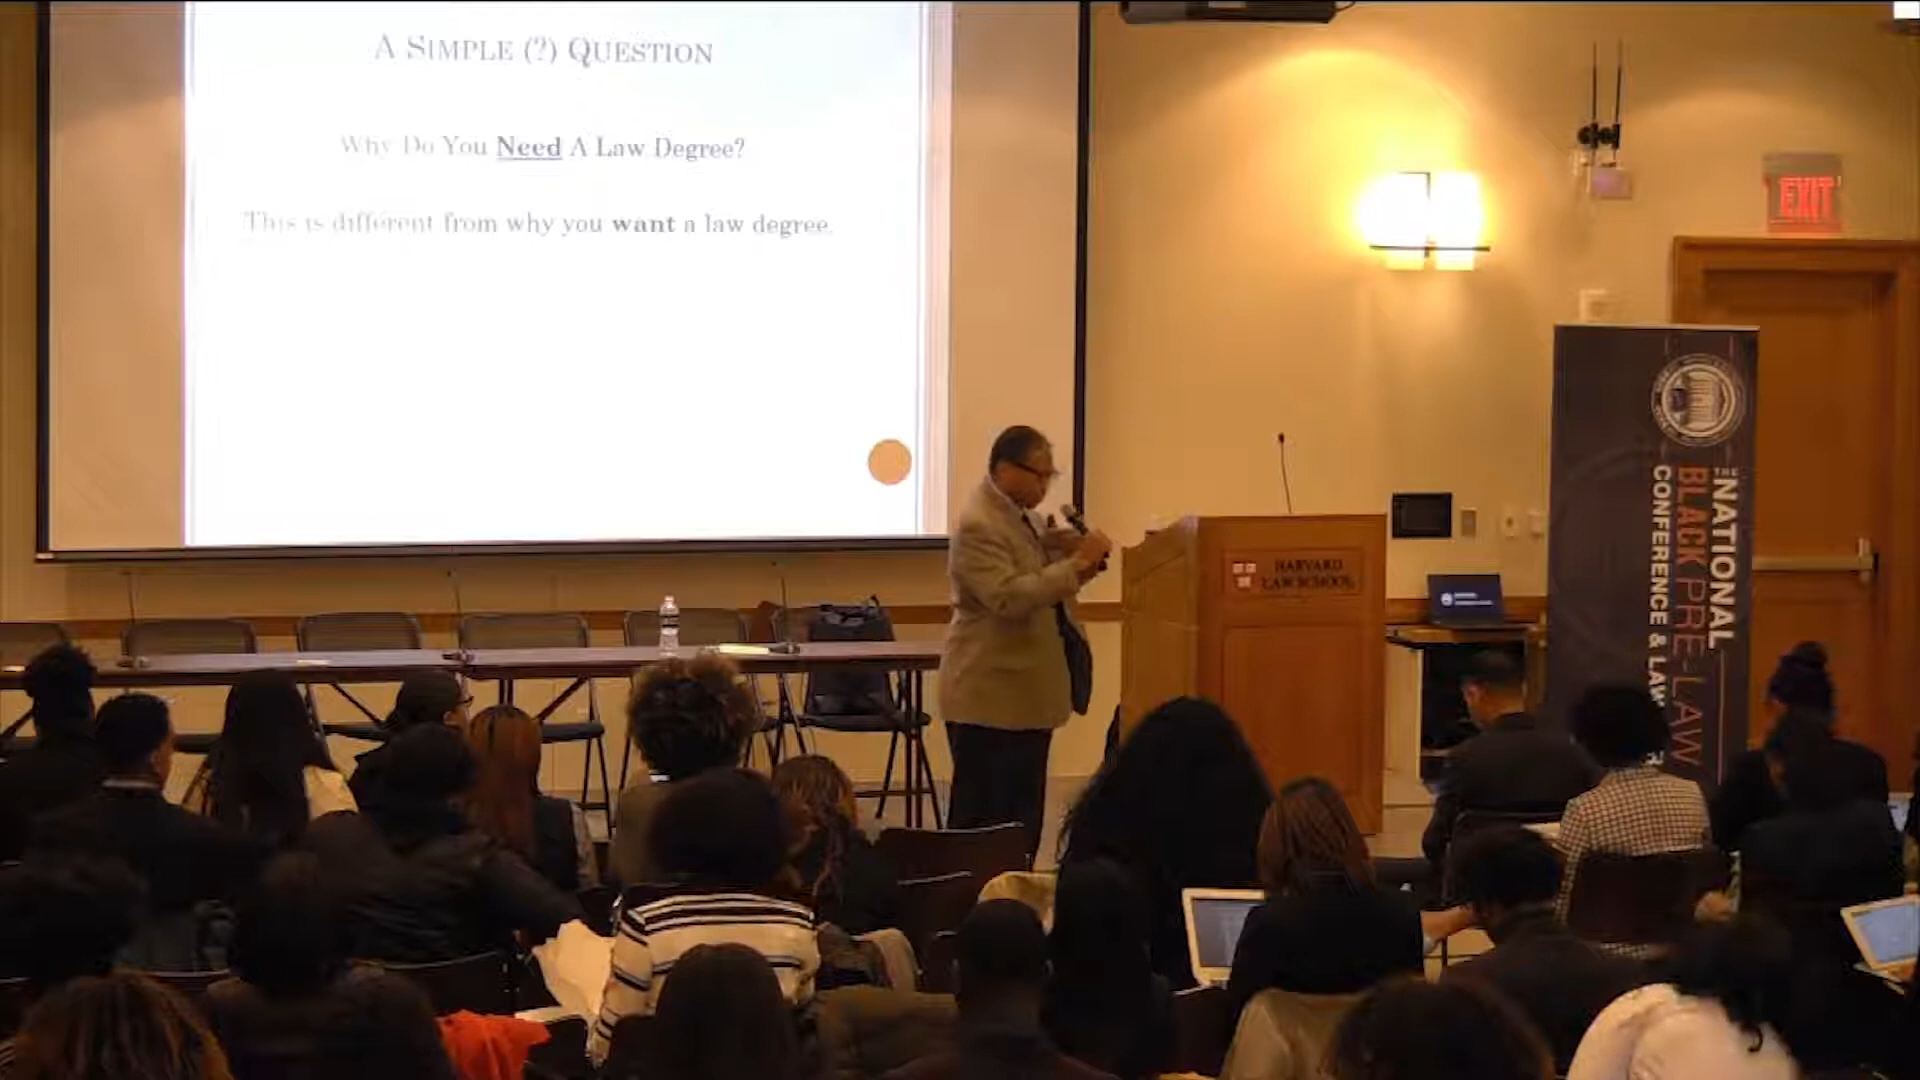 A SIMPLE (?) QUESTION
Why Do You Need A Law Degree?
This is different from why you want a law degree.
EXIT
HARVARD
LAW SCHOOL
THE NATIONAL
BLACK PRE-LAW
CONFERENCE & LAW